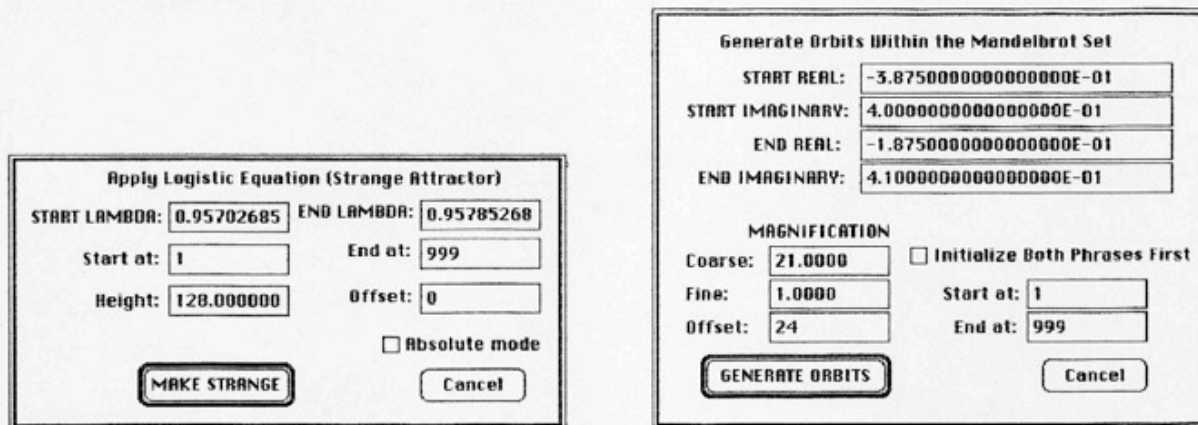 Apply Logistic Equation (Strange Attractor)
START LAMBDA: 0.95702685 END LAMBDA: 0.95785268
Start at: 1 End at: 999
Height: 128.000000 Offset: 0
Absolute mode
MAKE STRANGE Cancel
Generate Orbits Within the Mandelbrot Set
START REAL: -3.8750000000000000E-01
START IMAGINARY: 4.0000000000000000E-01
END REAL: -1.8750000000000000E-01
END IMAGINARY: 4.1000000000000000E-01
MAGNIFICATION
Coarse: 21.0000 Initialize Both Phrases First
Fine: 1.0000 Start at: 1
Offset: 24 End at: 999
GENERATE ORBITS Cancel